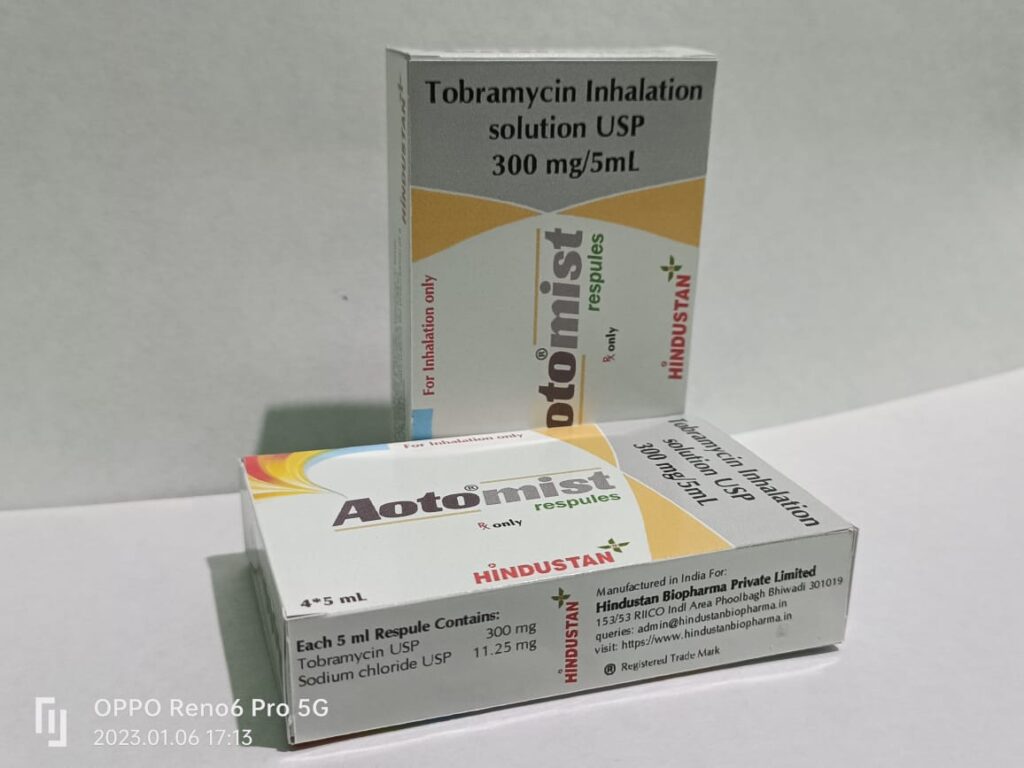 HINDUSTAN
Tobramycin Inhalation
solution USP
300 mg/5mL
For Inhalation only
otomist®
respules
Rx only
HINDUSTAN
For Inhalation only
Aotomist®
respules
Rx only
HINDUSTAN
4*5 mL
Tobramycin Inhalation
solution USP
300 mg/5mL
Each 5 ml Respule Contains:
Tobramycin USP 300 mg
Sodium chloride USP 11.25 mg
HINDUSTAN
Manufactured in India For:
Hindustan Biopharma Private Limited
153/53 RIICO Indl Area Phoolbagh Bhiwadi 301019
queries: admin@hindustanbiopharma.in
visit: https://www.hindustanbiopharma.in
® Registered Trade Mark
OPPO Reno6 Pro 5G
2023.01.06 17:13